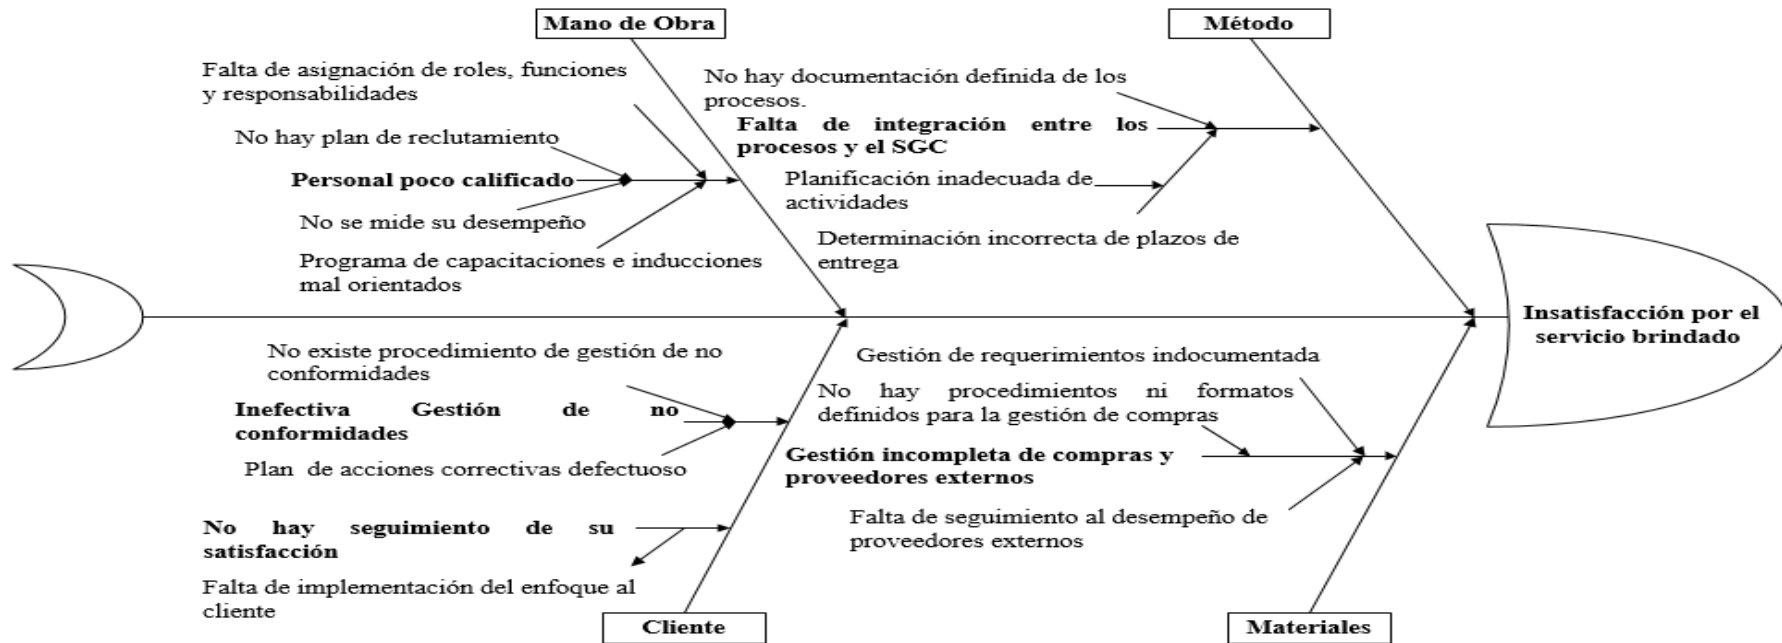 Mano de Obra
Método
Falta de asignación de roles, funciones
y responsabilidades
No hay plan de reclutamiento
Personal poco calificado
No se mide su desempeño
Programa de capacitaciones e inducciones
mal orientados
No hay documentación definida de los
procesos.
Falta de integración entre los
procesos y el SGC
Planificación inadecuada de
actividades
Determinación incorrecta de plazos de
entrega
Insatisfacción por el
servicio brindado
No existe procedimiento de gestión de no
conformidades
Inefectiva Gestión de no
conformidades
Plan de acciones correctivas defectuoso
No hay seguimiento de su
satisfacción
Falta de implementación del enfoque al
cliente
Gestión de requerimientos indocumentada
No hay procedimientos ni formatos
definidos para la gestión de compras
Gestión incompleta de compras y
proveedores externos
Falta de seguimiento al desempeño de
proveedores externos
Cliente
Materiales